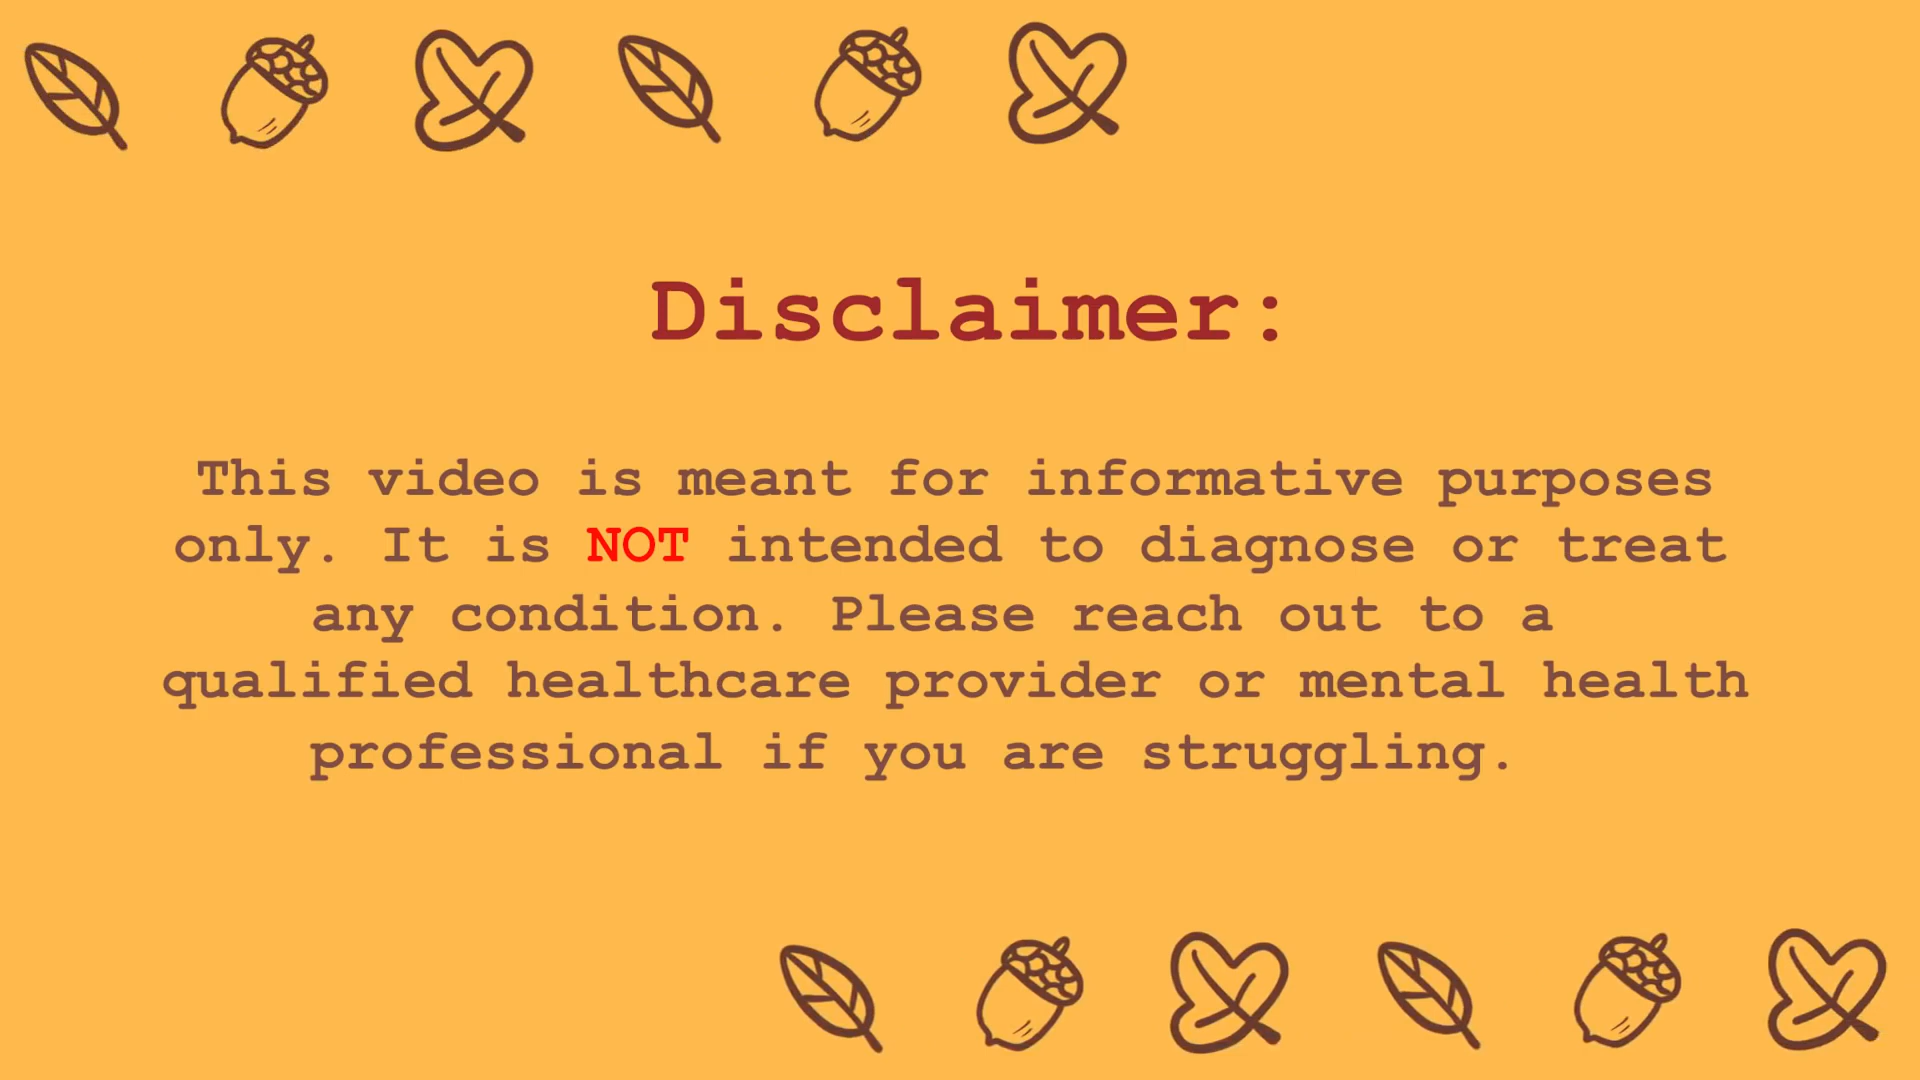 Disclaimer:
This video is meant for informative purposes
only. It is NOT intended to diagnose or treat
any condition. Please reach out to a
qualified healthcare provider or mental health
professional if you are struggling.